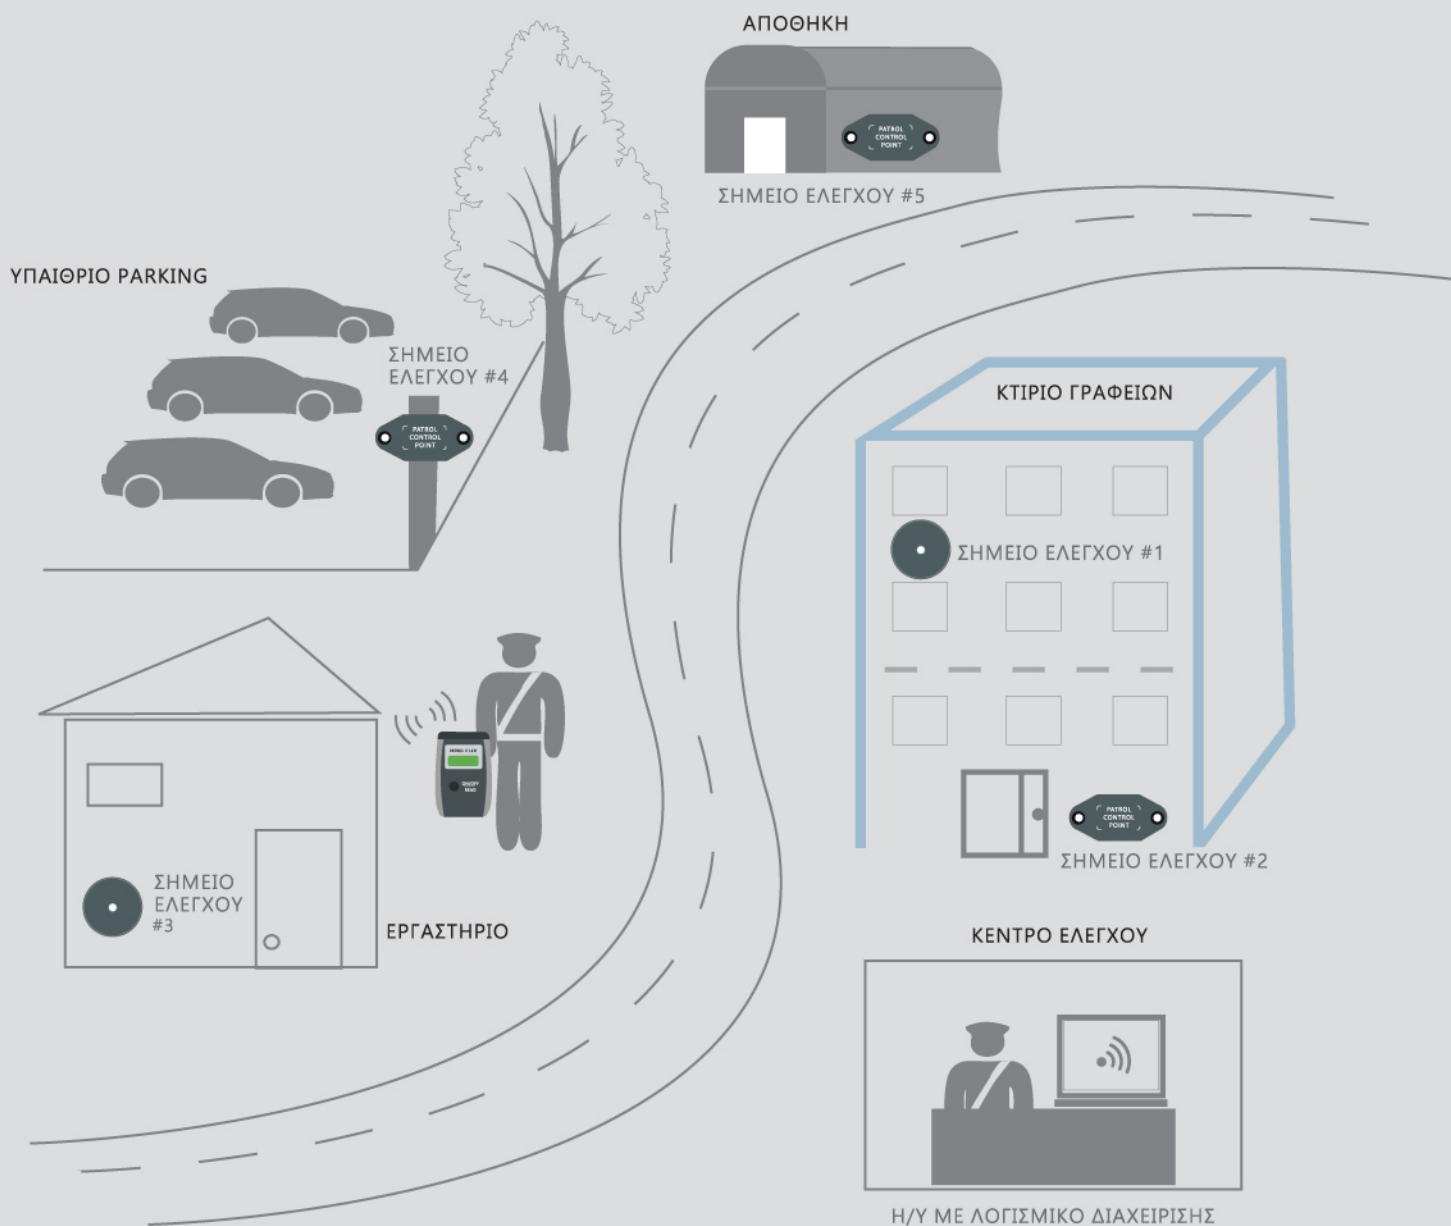 ΑΠΟΘΗΚΗ
PATROL
CONTROL
POINT
ΣΗΜΕΙΟ ΕΛΕΓΧΟΥ #5
ΥΠΑΙΘΡΙΟ PARKING
ΣΗΜΕΙΟ
ΕΛΕΓΧΟΥ #4
PATROL
CONTROL
POINT
ΚΤΙΡΙΟ ΓΡΑΦΕΙΩΝ
ΣΗΜΕΙΟ ΕΛΕΓΧΟΥ #1
PATROL
CONTROL
POINT
ΣΗΜΕΙΟ ΕΛΕΓΧΟΥ #2
ΣΗΜΕΙΟ
ΕΛΕΓΧΟΥ
#3
ΕΡΓΑΣΤΗΡΙΟ
ΚΕΝΤΡΟ ΕΛΕΓΧΟΥ
Η/Υ ΜΕ ΛΟΓΙΣΜΙΚΟ ΔΙΑΧΕΙΡΙΣΗΣ